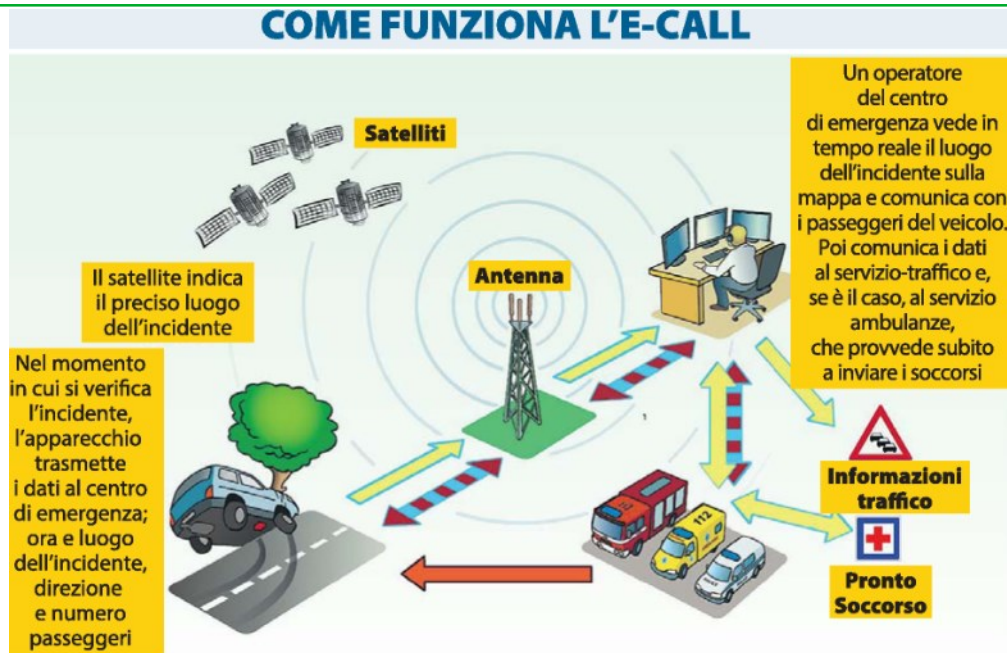 COME FUNZIONA L'E-CALL
Satelliti
Il satellite indica
il preciso luogo
dell'incidente
Nel momento
in cui si verifica
l'incidente,
l'apparecchio
trasmette
i dati al centro
di emergenza;
ora e luogo
dell'incidente,
direzione
e numero
passeggeri
Antenna
Un operatore
del centro
di emergenza vede in
tempo reale il luogo
dell'incidente sulla
mappa e comunica con
i passeggeri del veicolo.
Poi comunica i dati
al servizio-traffico e,
se è il caso, al servizio
ambulanze,
che provvede subito
a inviare i soccorsi
112
Informazioni
traffico
Pronto
Soccorso